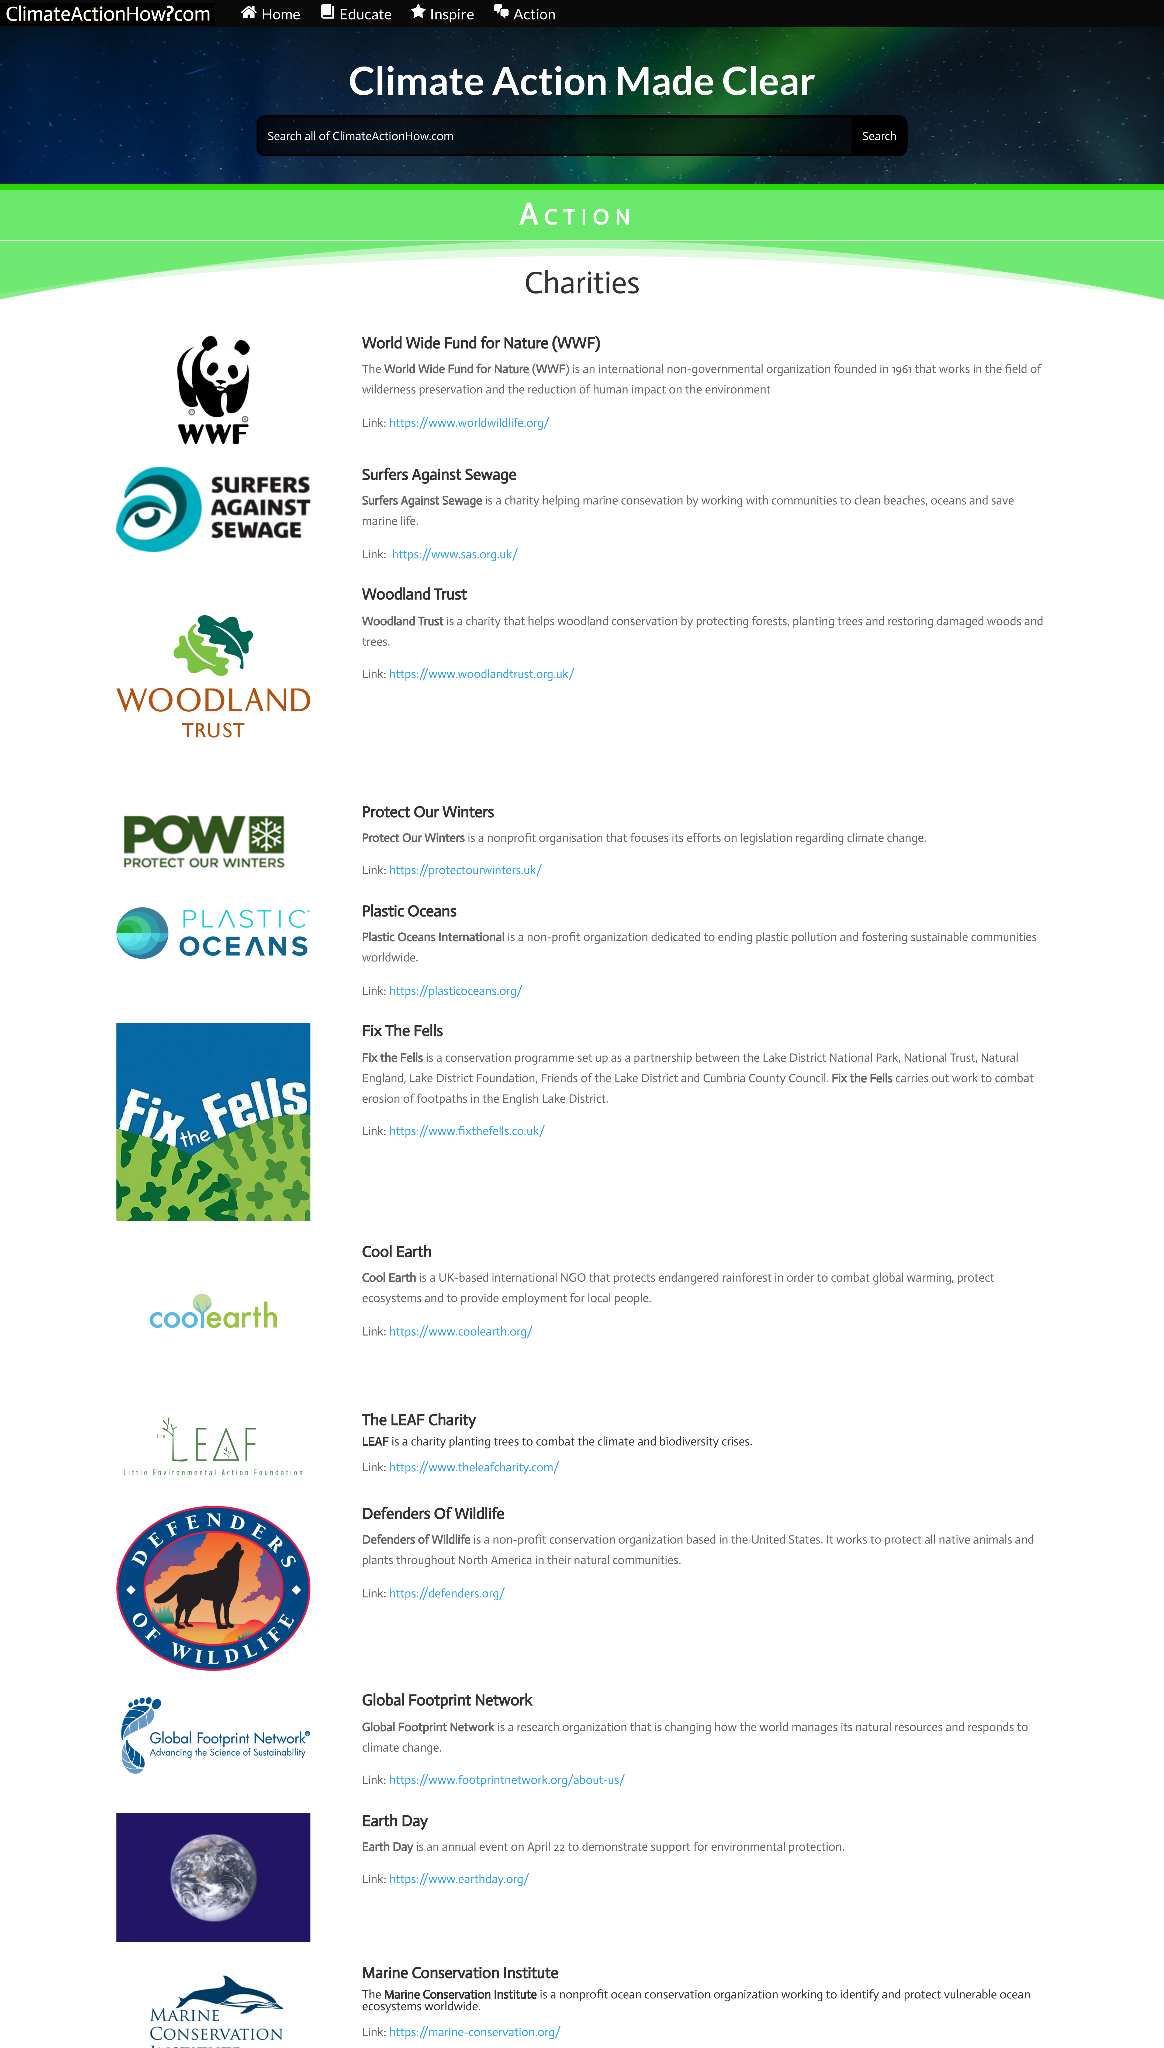 ClimateActionHow?com
Home
Educate
Inspire
Action
Climate Action Made Clear
Search all of ClimateActionHow.com
Search
ACTION
Charities
WWF
World Wide Fund for Nature (WWF)
The World Wide Fund for Nature (WWF) is an international non-governmental organization founded in 1961 that works in the field of
wilderness preservation and the reduction of human impact on the environment
Link: https://www.worldwildlife.org/
SURFERS
AGAINST
SEWAGE
Surfers Against Sewage
Surfers Against Sewage is a charity helping marine consevation by working with communities to clean beaches, oceans and save
marine life.
Link: https://www.sas.org.uk/
WOODLAND
TRUST
Woodland Trust
Woodland Trust is a charity that helps woodland conservation by protecting forests, planting trees and restoring damaged woods and
trees.
Link: https://www.woodlandtrust.org.uk/
POW
PROTECT OUR WINTERS
Protect Our Winters
Protect Our Winters is a nonprofit organisation that focuses its efforts on legislation regarding climate change.
Link: https://protectourwinters.uk/
PLASTIC
OCEANS
Plastic Oceans
Plastic Oceans International is a non-profit organization dedicated to ending plastic pollution and fostering sustainable communities
worldwide.
Link: https://plasticoceans.org/
Fix the Fells
Fix The Fells
Fix the Fells is a conservation programme set up as a partnership between the Lake District National Park, National Trust, Natural
England, Lake District Foundation, Friends of the Lake District and Cumbria County Council. Fix the Fells carries out work to combat
erosion of footpaths in the English Lake District.
Link: https://www.fixthefells.co.uk/
coolearth
Cool Earth
Cool Earth is a UK-based international NGO that protects endangered rainforest in order to combat global warming, protect
ecosystems and to provide employment for local people.
Link: https://www.coolearth.org/
the LEAF
Little Environmental Action Foundation
The LEAF Charity
LEAF is a charity planting trees to combat the climate and biodiversity crises.
Link: https://www.theleafcharity.com/
DEFENDERS
OF WILDLIFE
Defenders Of Wildlife
Defenders of Wildlife is a non-profit conservation organization based in the United States. It works to protect all native animals and
plants throughout North America in their natural communities.
Link: https://defenders.org/
Global Footprint Network®
Advancing the Science of Sustainability
Global Footprint Network
Global Footprint Network is a research organization that is changing how the world manages its natural resources and responds to
climate change.
Link: https://www.footprintnetwork.org/about-us/
Earth Day
Earth Day is an annual event on April 22 to demonstrate support for environmental protection.
Link: https://www.earthday.org/
MARINE
CONSERVATION
Marine Conservation Institute
The Marine Conservation Institute is a nonprofit ocean conservation organization working to identify and protect vulnerable ocean
ecosystems worldwide.
Link: https://marine-conservation.org/